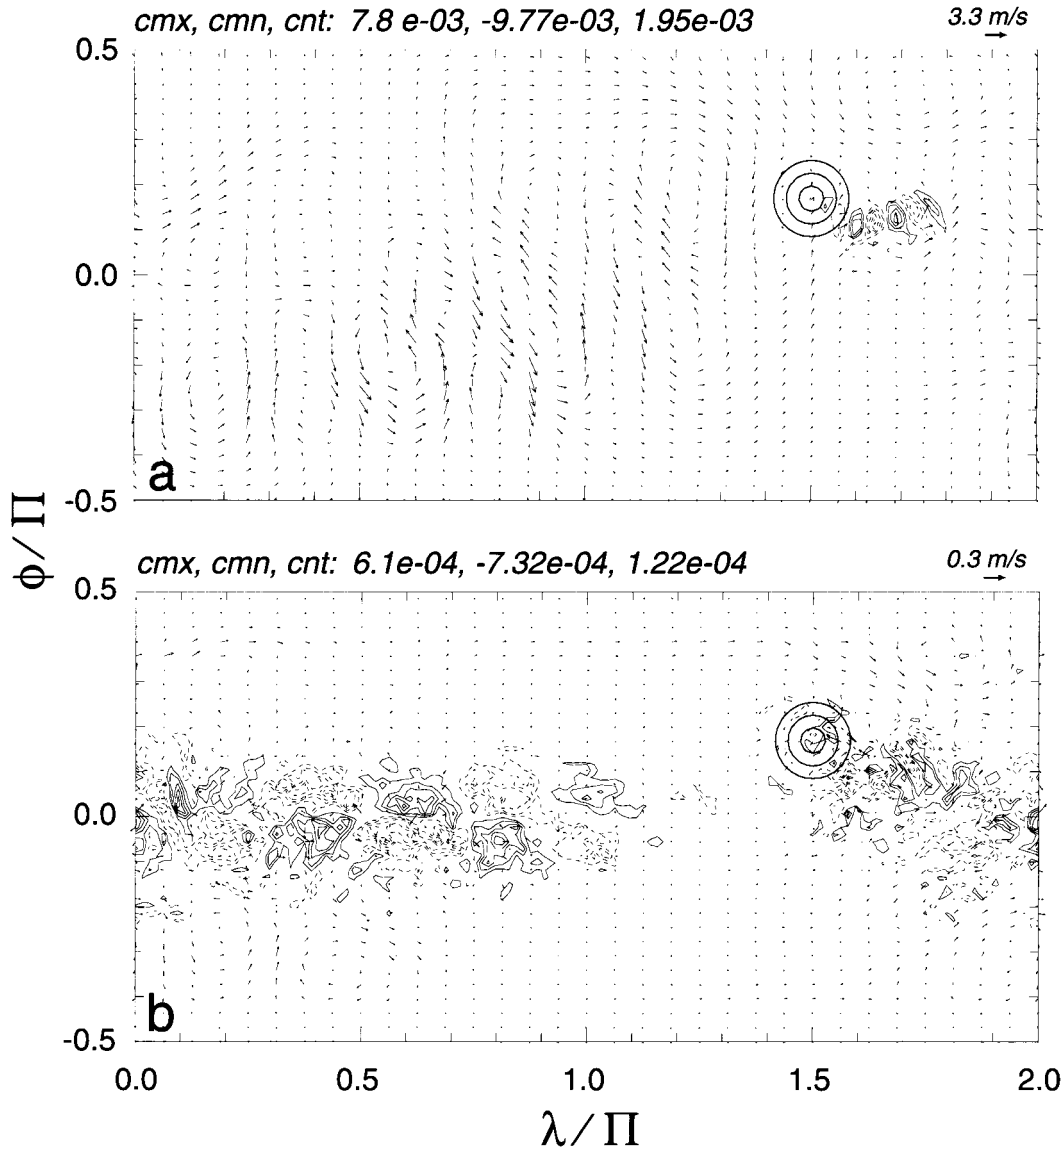 cmx, cmn, cnt: 7.8 e-03, -9.77e-03, 1.95e-03 3.3 m/s
0.5
0.0
a
-0.5
ϕ/Π
cmx, cmn, cnt: 6.1e-04, -7.32e-04, 1.22e-04 0.3 m/s
0.5
0.0
b
-0.5
0.0 0.5 1.0 1.5 2.0
λ/Π